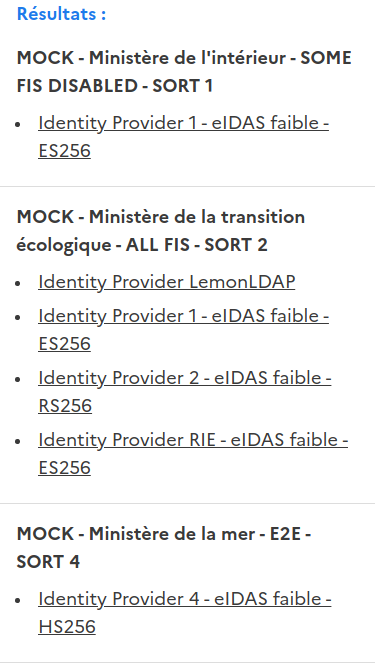 Résultats :
MOCK - Ministère de l'intérieur - SOME
FIS DISABLED - SORT 1
Identity Provider 1 - eIDAS faible -
ES256
MOCK - Ministère de la transition
écologique - ALL FIS - SORT 2
Identity Provider LemonLDAP
Identity Provider 1 - eIDAS faible -
ES256
Identity Provider 2 - eIDAS faible -
RS256
Identity Provider RIE - eIDAS faible -
ES256
MOCK - Ministère de la mer - E2E -
SORT 4
Identity Provider 4 - eIDAS faible -
HS256